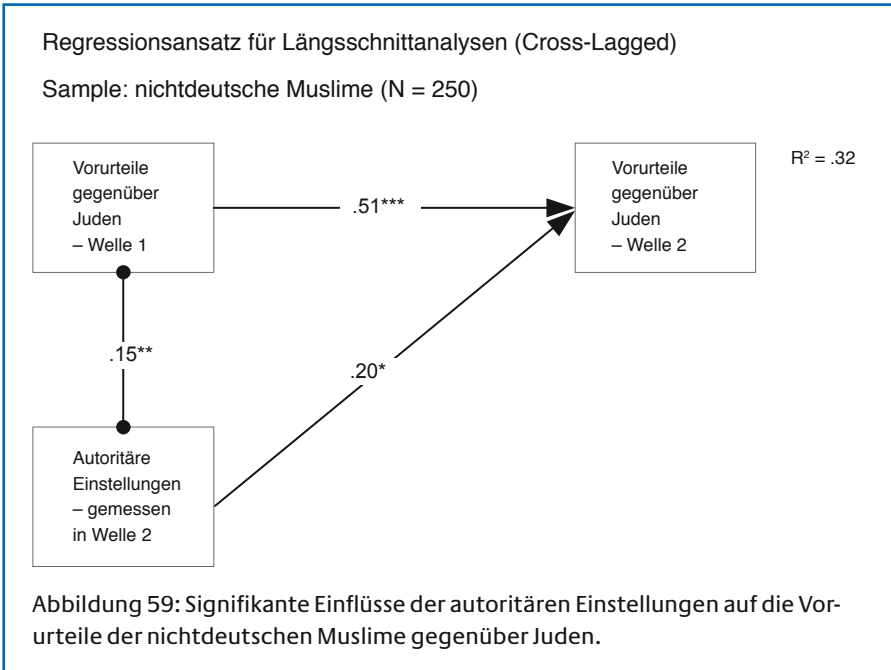 Regressionsansatz für Längsschnittanalysen (Cross-Lagged)
Sample: nichtdeutsche Muslime (N = 250)
Vorurteile
gegenüber
Juden
– Welle 1
.51***
Vorurteile
gegenüber
Juden
– Welle 2
R² = .32
.15**
.20*
Autoritäre
Einstellungen
– gemessen
in Welle 2
Abbildung 59: Signifikante Einflüsse der autoritären Einstellungen auf die Vor-
urteile der nichtdeutschen Muslime gegenüber Juden.